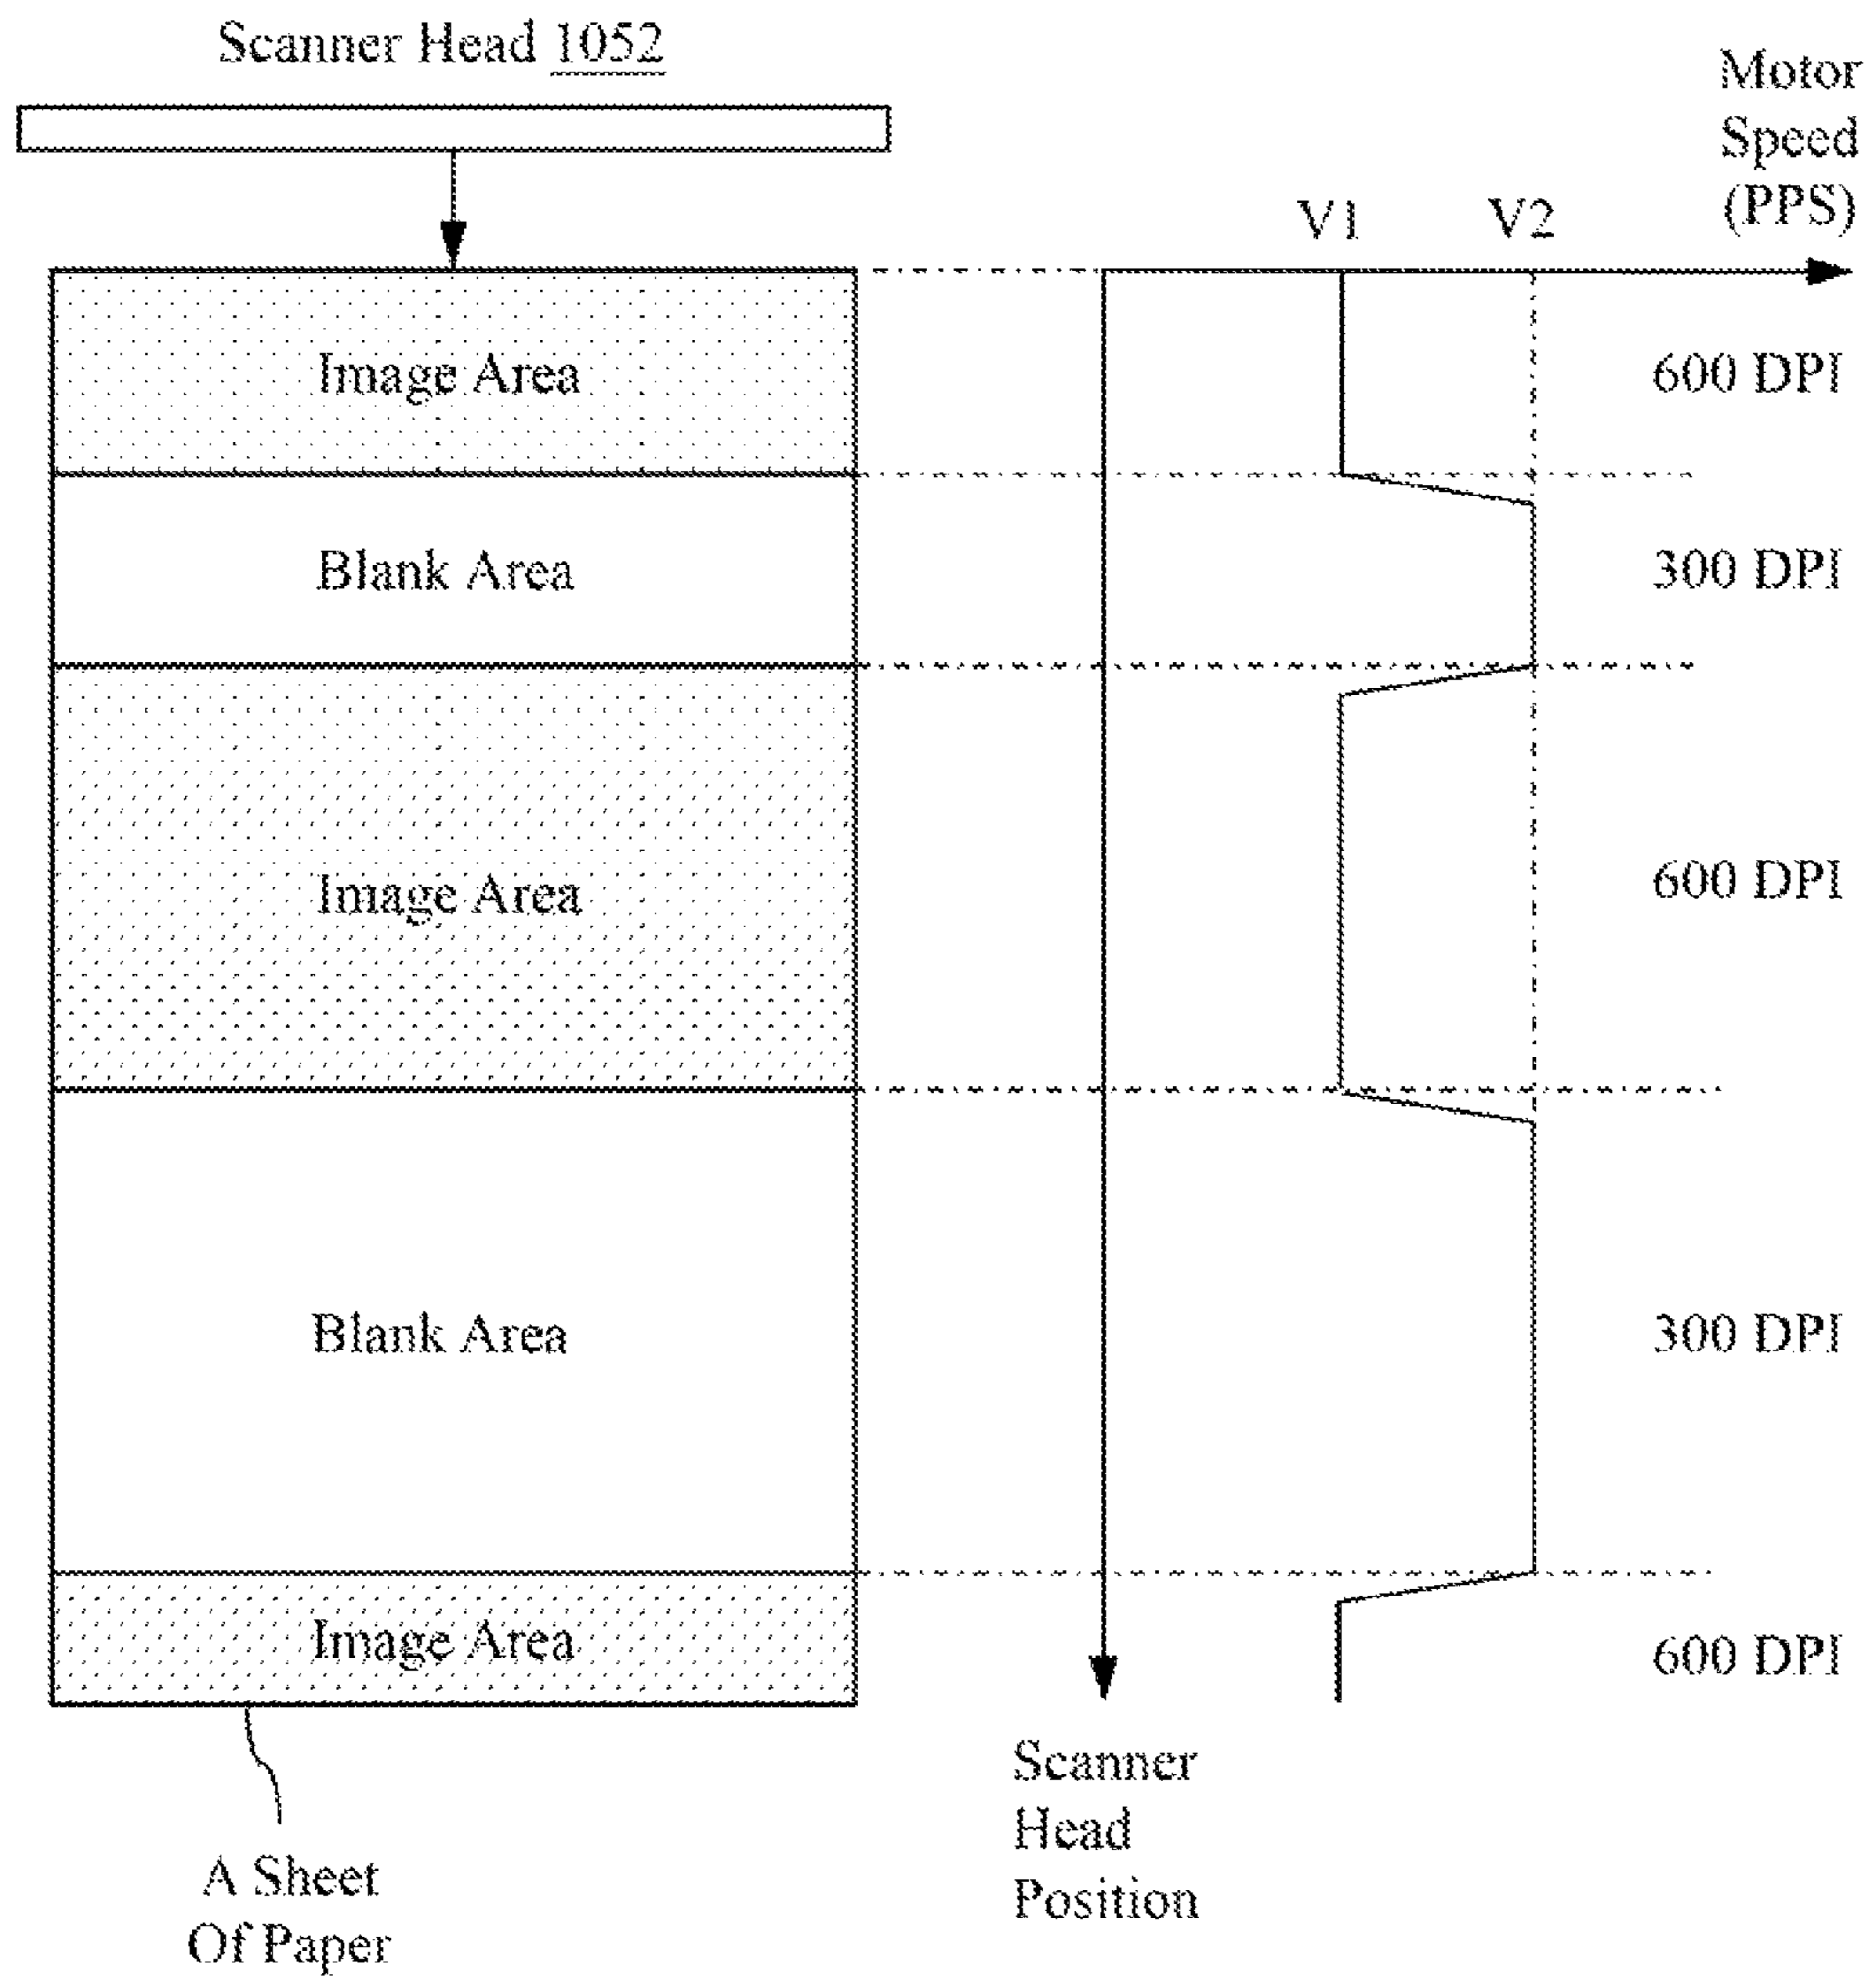 Scanner Head 1052
Motor
Speed
(PPS)
V1 V2
Image Area 600 DPI
Blank Area 300 DPI
Image Area 600 DPI
Blank Area 300 DPI
Image Area 600 DPI
Scanner
Head
Position
A Sheet
Of Paper